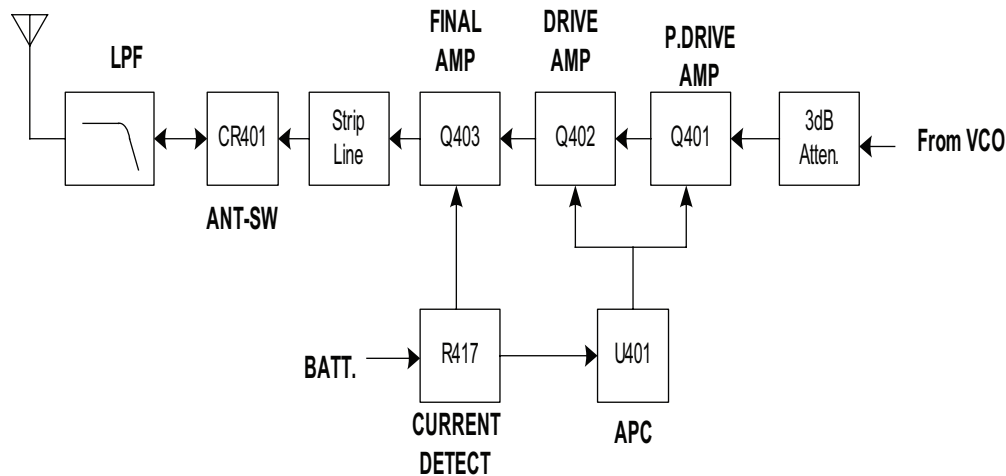 FINAL
AMP
DRIVE
AMP
P.DRIVE
AMP
LPF
CR401
Strip
Line
Q403
Q402
Q401
3dB
Atten.
From VCO
ANT-SW
BATT.
R417
U401
CURRENT
DETECT
APC